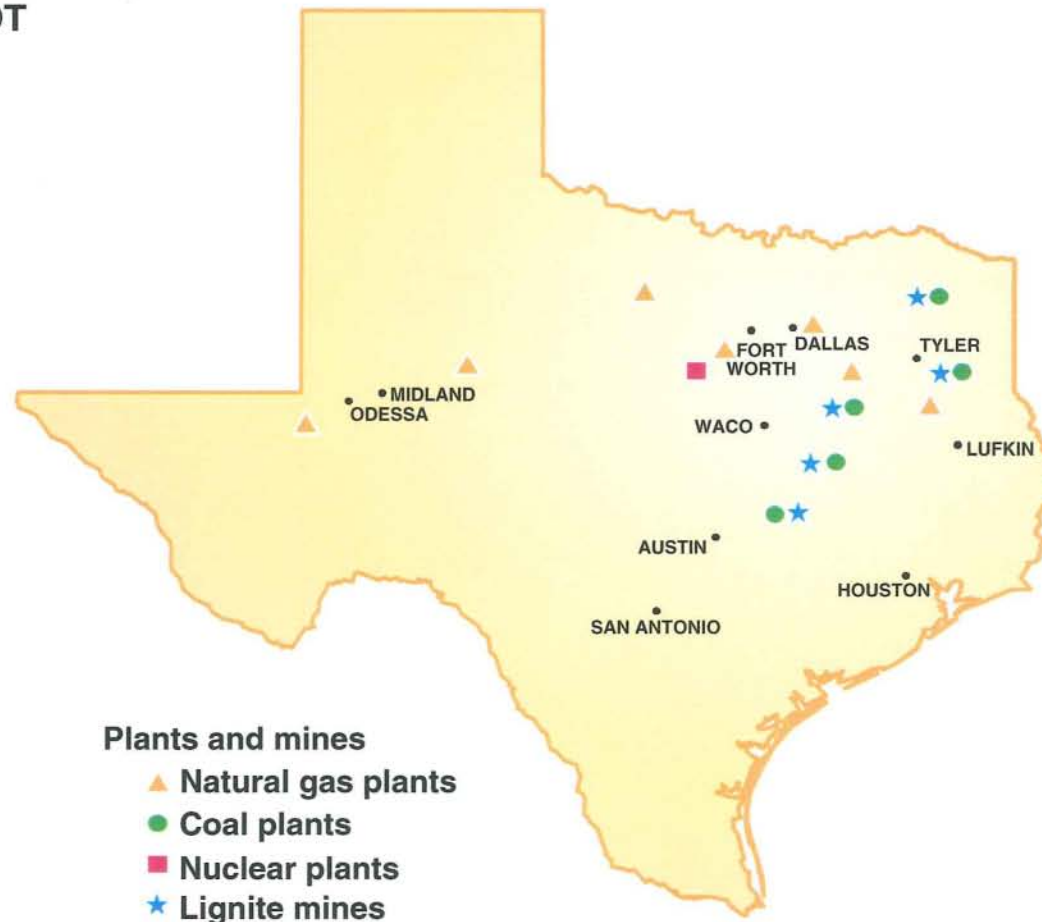 FORT
WORTH
DALLAS
TYLER
MIDLAND
ODESSA
WACO
LUFKIN
AUSTIN
HOUSTON
SAN ANTONIO
Plants and mines
Natural gas plants
Coal plants
Nuclear plants
Lignite mines